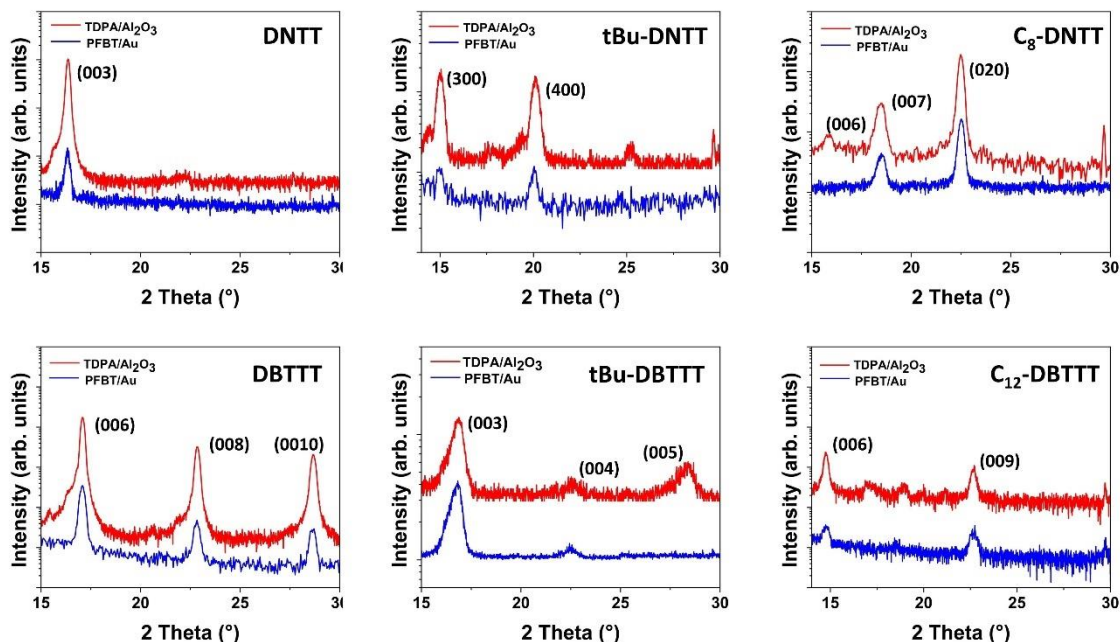 TDPA/Al₂O₃
PFBT/Au
DNTT
(003)
Intensity (arb. units)
15 20 25 30
2 Theta (°)
TDPA/Al₂O₃
PFBT/Au
tBu-DNTT
(300)
(400)
Intensity (arb. units)
15 20 25 30
2 Theta (°)
TDPA/Al₂O₃
PFBT/Au
C₈-DNTT
(006)
(007)
(020)
Intensity (arb. units)
15 20 25 30
2 Theta (°)
TDPA/Al₂O₃
PFBT/Au
DBTTT
(006)
(008)
(0010)
Intensity (arb. units)
15 20 25 30
2 Theta (°)
TDPA/Al₂O₃
PFBT/Au
tBu-DBTTT
(003)
(004)
(005)
Intensity (arb. units)
15 20 25 30
2 Theta (°)
TDPA/Al₂O₃
PFBT/Au
C₁₂-DBTTT
(006)
(009)
Intensity (arb. units)
15 20 25 30
2 Theta (°)